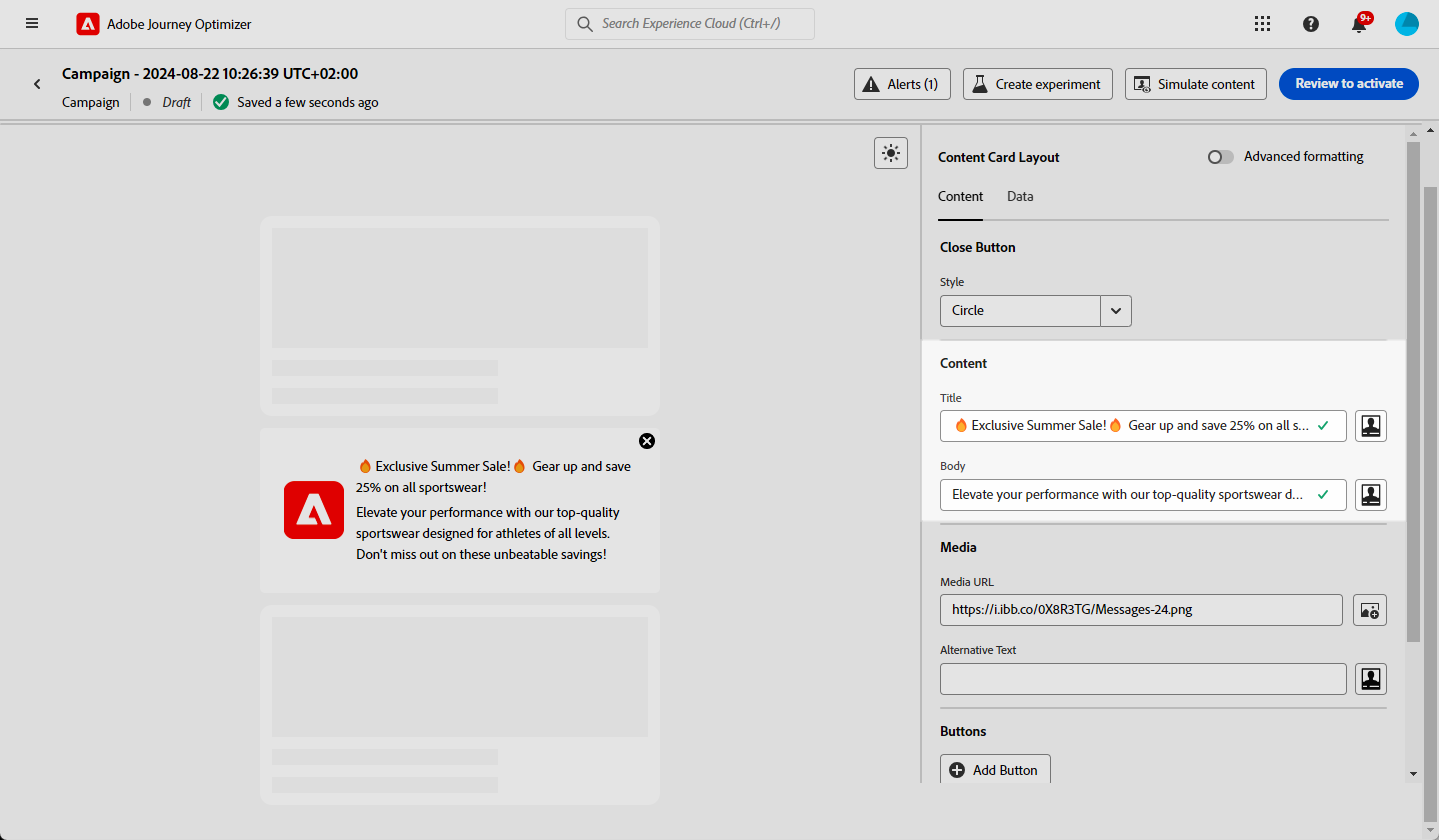 Adobe Journey Optimizer
Search Experience Cloud (Ctrl+/)
9+
Campaign - 2024-08-22 10:26:39 UTC+02:00
Campaign
Draft
Saved a few seconds ago
Alerts (1)
Create experiment
Simulate content
Review to activate
🔥 Exclusive Summer Sale!🔥 Gear up and save
25% on all sportswear!
Elevate your performance with our top-quality
sportswear designed for athletes of all levels.
Don't miss out on these unbeatable savings!
Content Card Layout
Advanced formatting
Content
Data
Close Button
Style
Circle
Content
Title
🔥 Exclusive Summer Sale!🔥 Gear up and save 25% on all s...
Body
Elevate your performance with our top-quality sportswear d...
Media
Media URL
https://i.ibb.co/0X8R3TG/Messages-24.png
Alternative Text
Buttons
Add Button